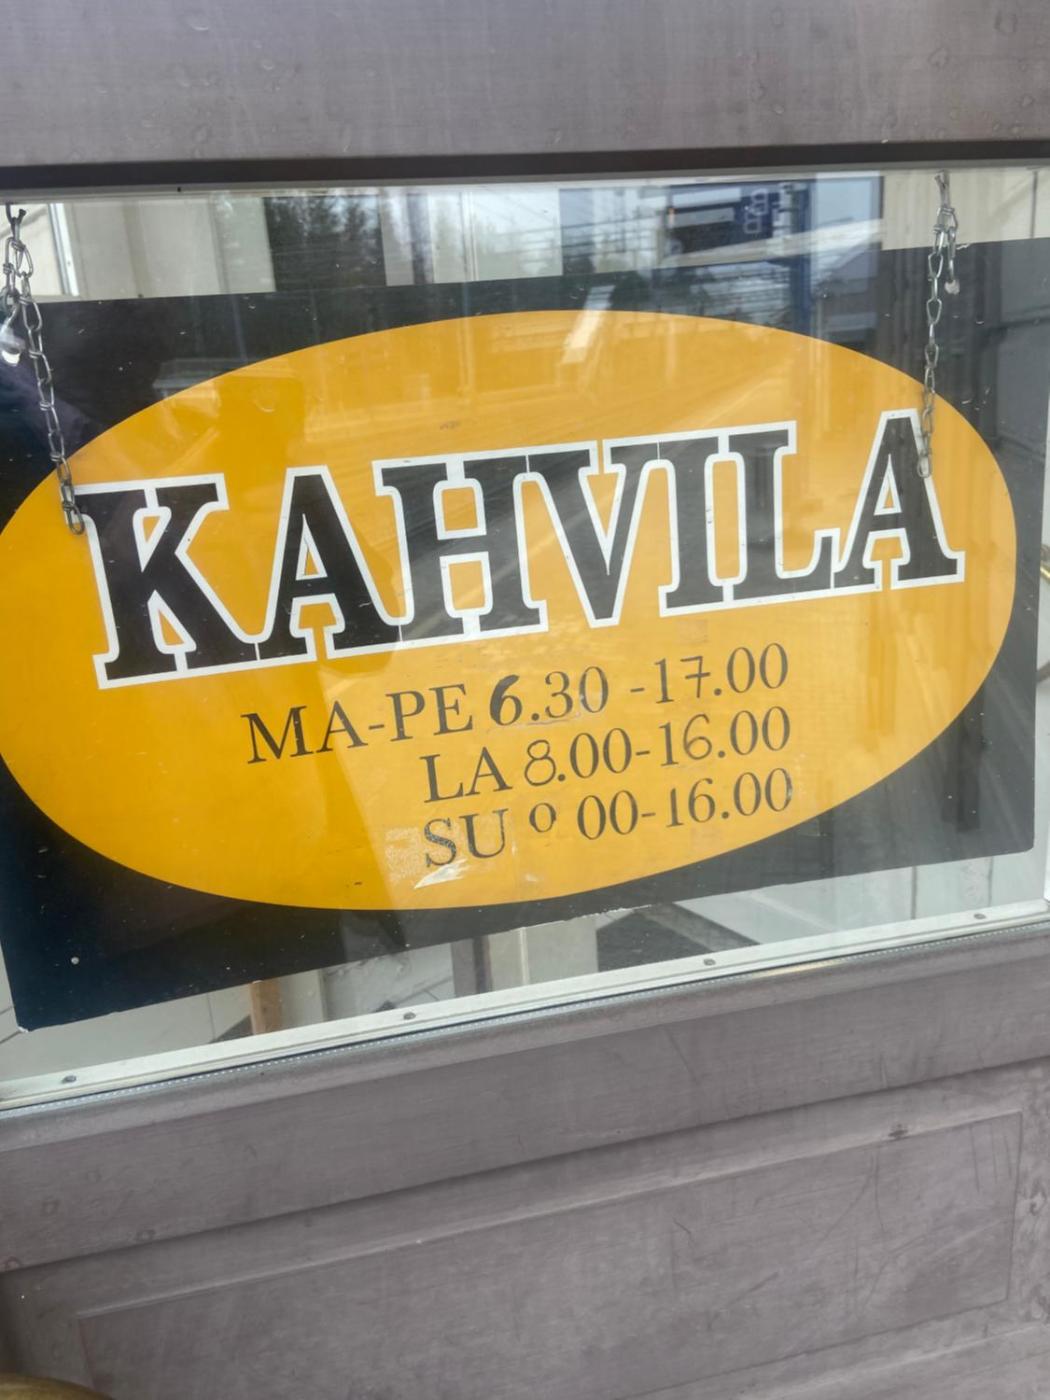 KAHVILA
MA-PE 6.30 -17.00
LA 8.00-16.00
SU 00-16.00